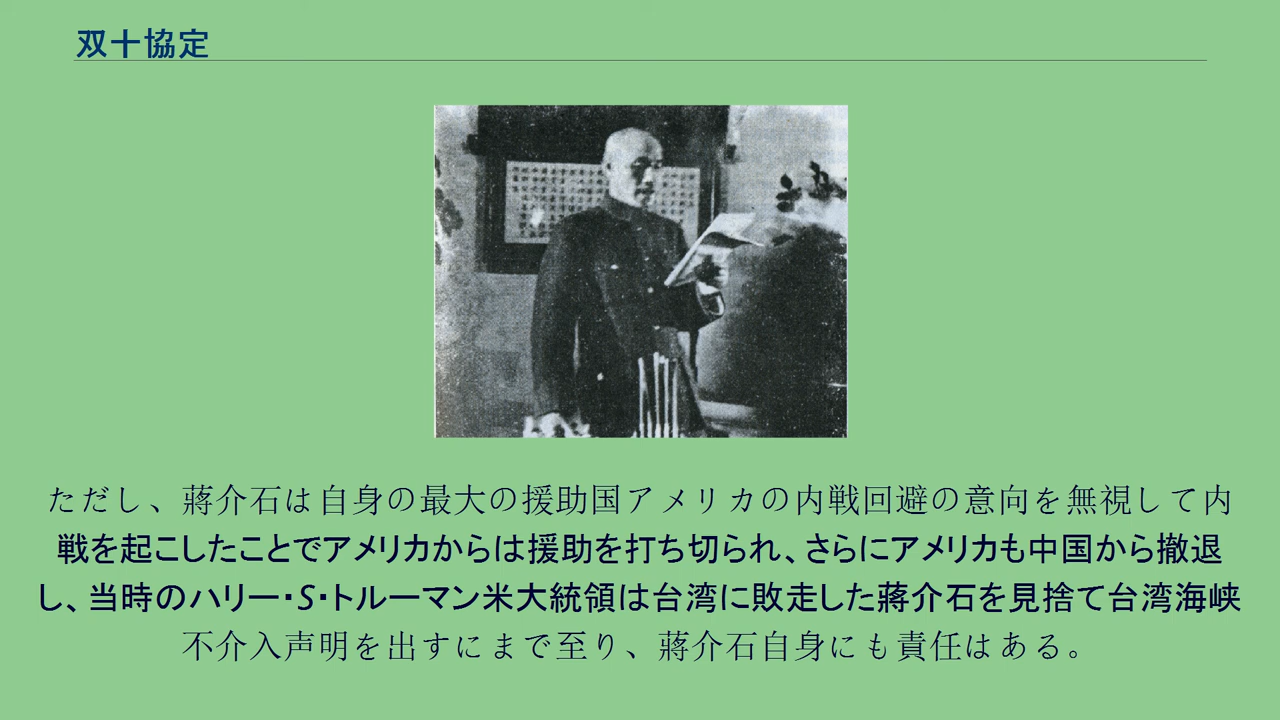 双十協定
ただし、蔣介石は自身の最大の援助国アメリカの内戦回避の意向を無視して内
戦を起こしたことでアメリカからは援助を打ち切られ、さらにアメリカも中国から撤退
し、当時のハリー・S・トルーマン米大統領は台湾に敗走した蔣介石を見捨て台湾海峡
不介入声明を出すにまで至り、蔣介石自身にも責任はある。